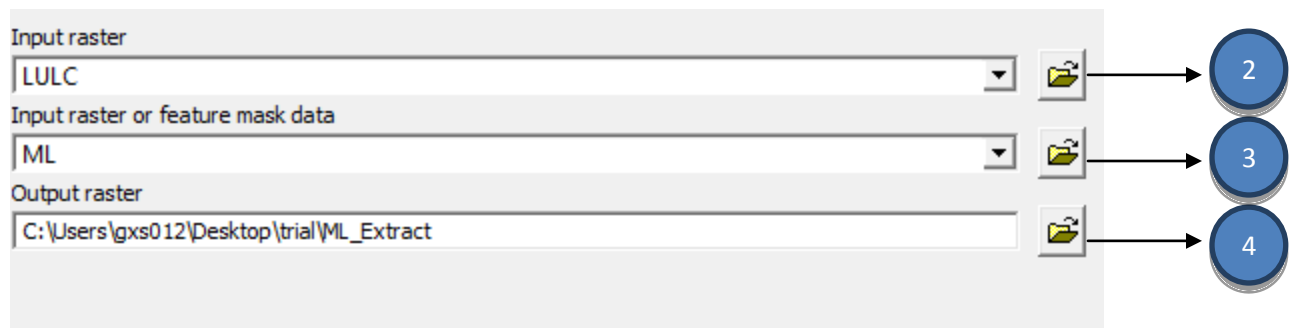 Input raster
LULC
2
Input raster or feature mask data
ML
3
Output raster
C:\Users\gxs012\Desktop\trial\ML_Extract
4